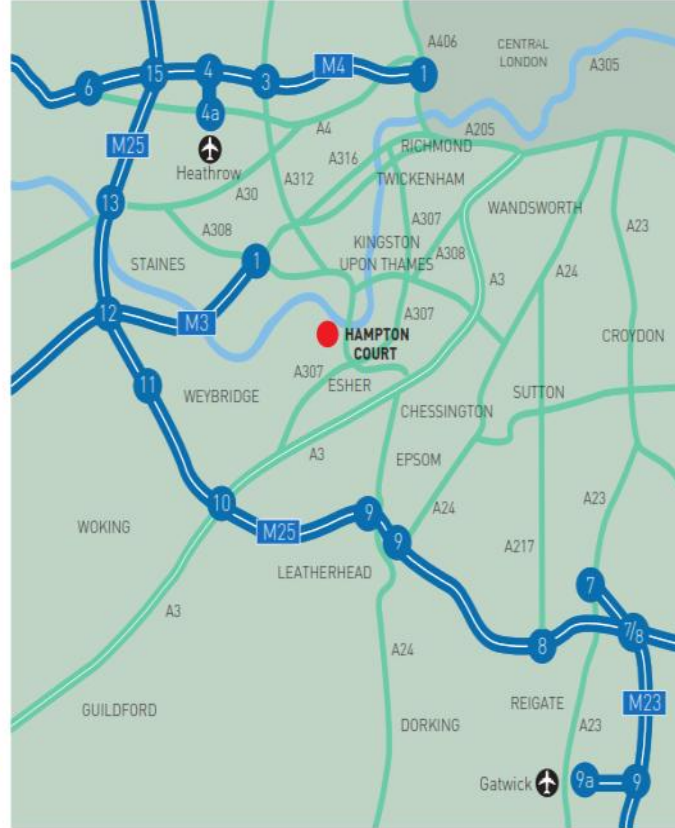 A406
CENTRAL
LONDON
A305
6
15
4
3
M4
1
4a
A4
A205
M25
RICHMOND
A316
Heathrow
TWICKENHAM
A312
A30
13
WANDSWORTH
A308
A307
A23
KINGSTON
UPON THAMES
A308
STAINES
1
A3
A24
12
M3
A307
HAMPTON
COURT
CROYDON
A307
11
ESHER
WEYBRIDGE
SUTTON
CHESSINGTON
A3
EPSOM
10
9
A23
A24
WOKING
M25
9
A217
LEATHERHEAD
7
A3
7/8
A24
8
REIGATE
M23
GUILDFORD
DORKING
A23
Gatwick
9a
9